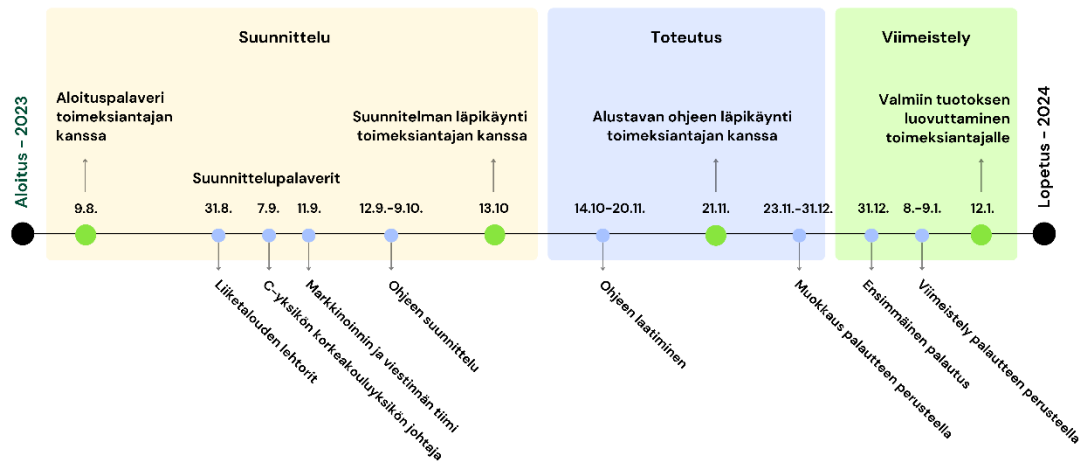 Suunnittelu
Toteutus
Viimeistely
Aloitus – 2023
Aloituspalaveri
toimeksiantajan
kanssa
Suunnitelman läpikäynti
toimeksiantajan kanssa
Alustavan ohjeen läpikäynti
toimeksiantajan kanssa
Valmiin tuotoksen
luovuttaminen
toimeksiantajalle
Lopetus – 2024
Suunnittelupalaverit
9.8.
31.8.
7.9.
11.9.
12.9.–9.10.
13.10
14.10–20.11.
21.11.
23.11.–31.12.
31.12.
8.–9.1.
12.1.
Liiketalouden lehtorit
C-yksikön korkeakouluyksikön johtaja
Markkinoinnin ja viestinnän tiimi
Ohjeen suunnittelu
Ohjeen laatiminen
Muokkaus palautteen perusteella
Ensimmäinen palautus
Viimeistely palautteen perusteella